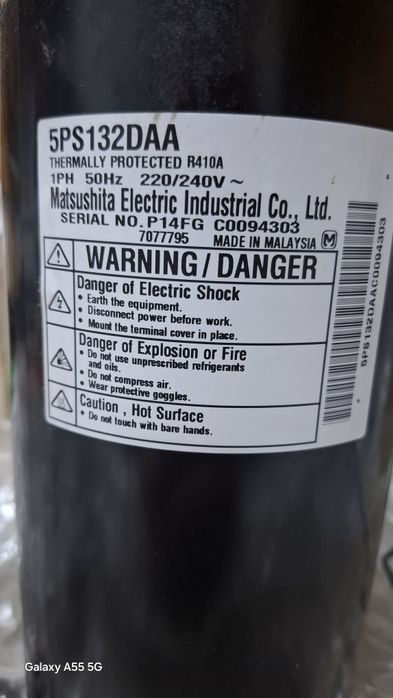 5PS132DAA
THERMALLY PROTECTED R410A
1PH 50Hz 220/240V ~
Matsushita Electric Industrial Co., Ltd.
SERIAL NO. P14FG C0094303
7077795 MADE IN MALAYSIA M
WARNING / DANGER
Danger of Electric Shock
• Earth the equipment.
• Disconnect power before work.
• Mount the terminal cover in place.
Danger of Explosion or Fire
• Do not use unprescribed refrigerants
and oils.
• Do not compress air.
• Wear protective goggles.
Caution , Hot Surface
• Do not touch with bare hands.
5PS132DAAC0094303
Galaxy A55 5G